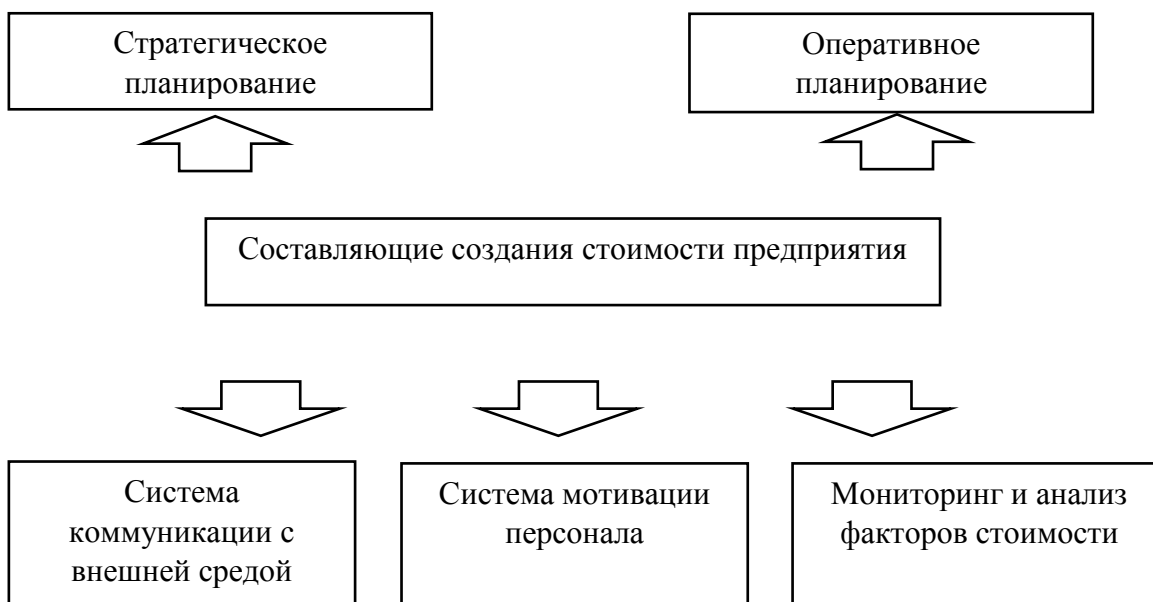 Стратегическое
планирование
Оперативное
планирование
Составляющие создания стоимости предприятия
Система
коммуникации с
внешней средой
Система мотивации
персонала
Мониторинг и анализ
факторов стоимости